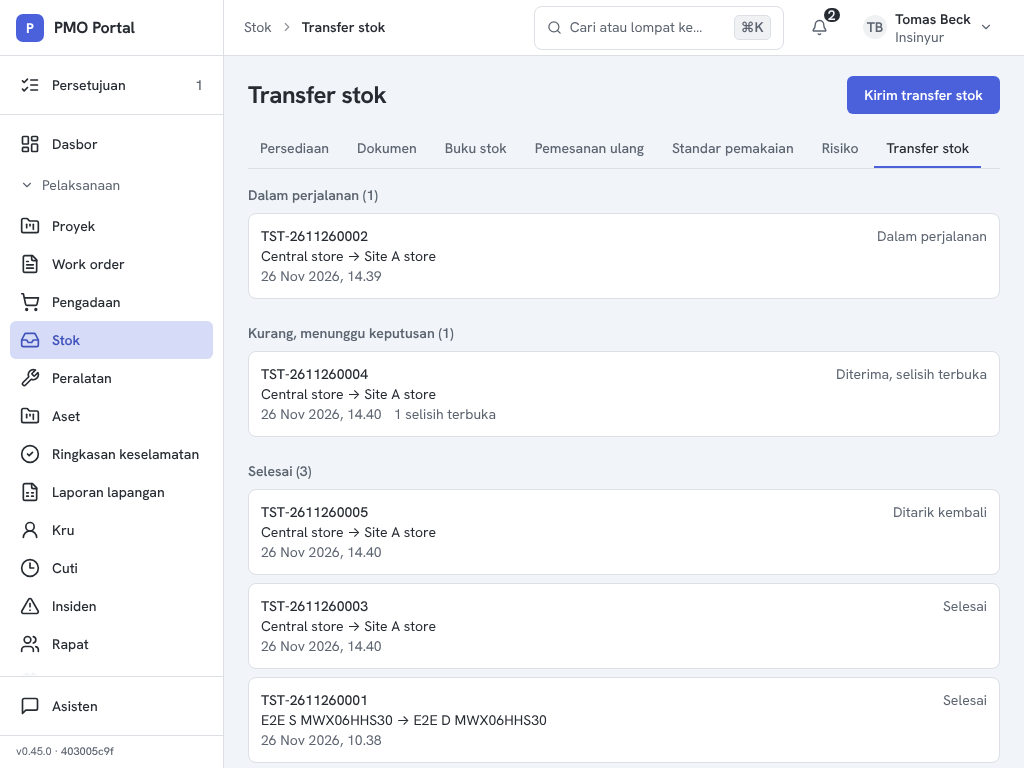 P PMO Portal
Stok > Transfer stok
Cari atau lompat ke... ⌘K
2
TB Tomas Beck
Insinyur
Persetujuan 1
Dasbor
Pelaksanaan
Proyek
Work order
Pengadaan
Stok
Peralatan
Aset
Ringkasan keselamatan
Laporan lapangan
Kru
Cuti
Insiden
Rapat
Asisten
v0.45.0 · 403005c9f
Transfer stok
Kirim transfer stok
Persediaan Dokumen Buku stok Pemesanan ulang Standar pemakaian Risiko Transfer stok
Dalam perjalanan (1)
TST-2611260002 Dalam perjalanan
Central store → Site A store
26 Nov 2026, 14.39
Kurang, menunggu keputusan (1)
TST-2611260004 Diterima, selisih terbuka
Central store → Site A store
26 Nov 2026, 14.40 1 selisih terbuka
Selesai (3)
TST-2611260005 Ditarik kembali
Central store → Site A store
26 Nov 2026, 14.40
TST-2611260003 Selesai
Central store → Site A store
26 Nov 2026, 14.40
TST-2611260001 Selesai
E2E S MWX06HHS30 → E2E D MWX06HHS30
26 Nov 2026, 10.38